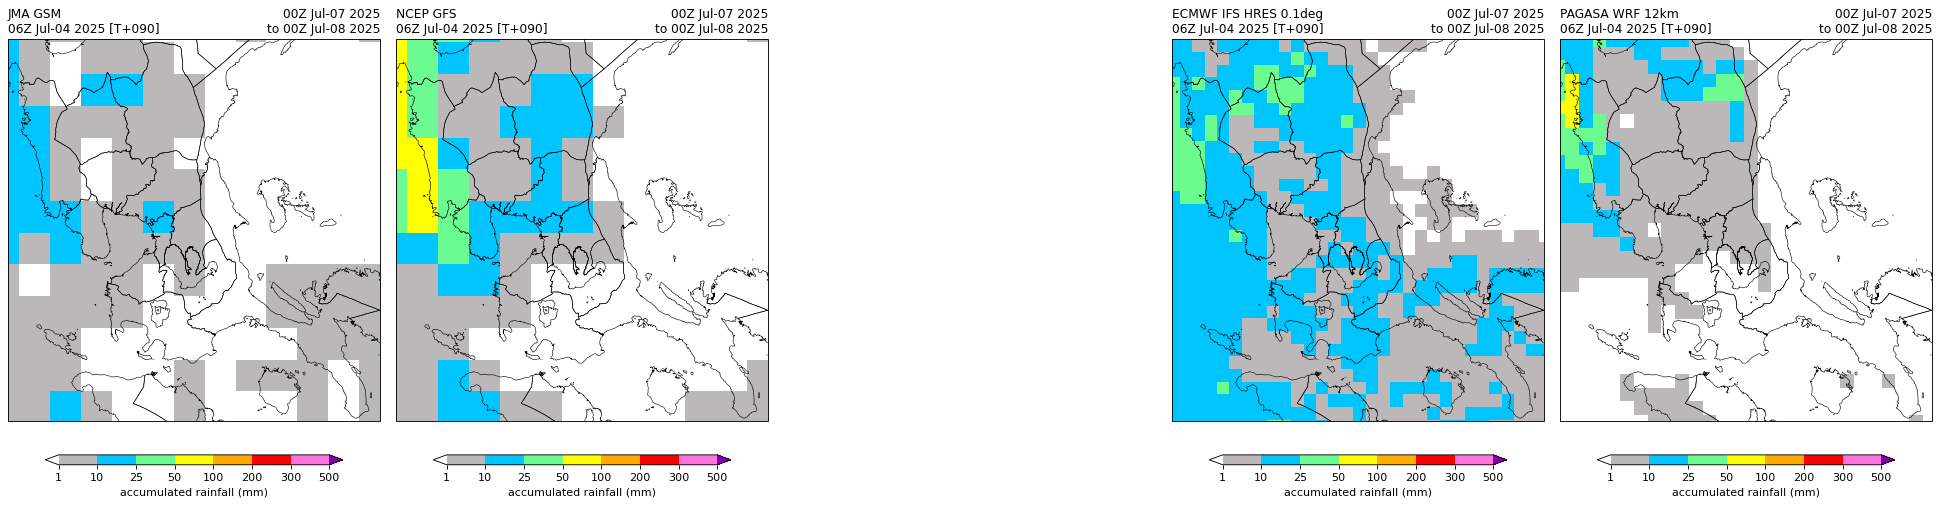 JMA GSM 00Z Jul-07 2025
06Z Jul-04 2025 [T+090] to 00Z Jul-08 2025
1 10 25 50 100 200 300 500
accumulated rainfall (mm)
NCEP GFS 00Z Jul-07 2025
06Z Jul-04 2025 [T+090] to 00Z Jul-08 2025
1 10 25 50 100 200 300 500
accumulated rainfall (mm)
ECMWF IFS HRES 0.1deg 00Z Jul-07 2025
06Z Jul-04 2025 [T+090] to 00Z Jul-08 2025
1 10 25 50 100 200 300 500
accumulated rainfall (mm)
PAGASA WRF 12km 00Z Jul-07 2025
06Z Jul-04 2025 [T+090] to 00Z Jul-08 2025
1 10 25 50 100 200 300 500
accumulated rainfall (mm)